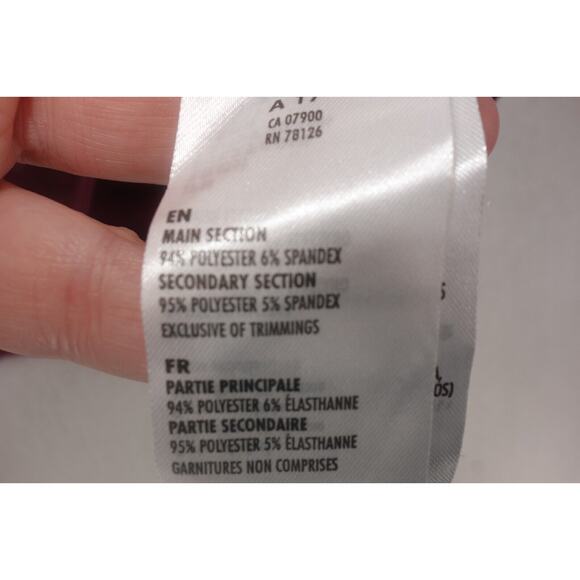 CA 07900
RN 78126
EN
MAIN SECTION
94% POLYESTER 6% SPANDEX
SECONDARY SECTION
95% POLYESTER 5% SPANDEX
EXCLUSIVE OF TRIMMINGS
FR
PARTIE PRINCIPALE
94% POLYESTER 6% ÉLASTHANNE
PARTIE SECONDAIRE
95% POLYESTER 5% ÉLASTHANNE
GARNITURES NON COMPRISES